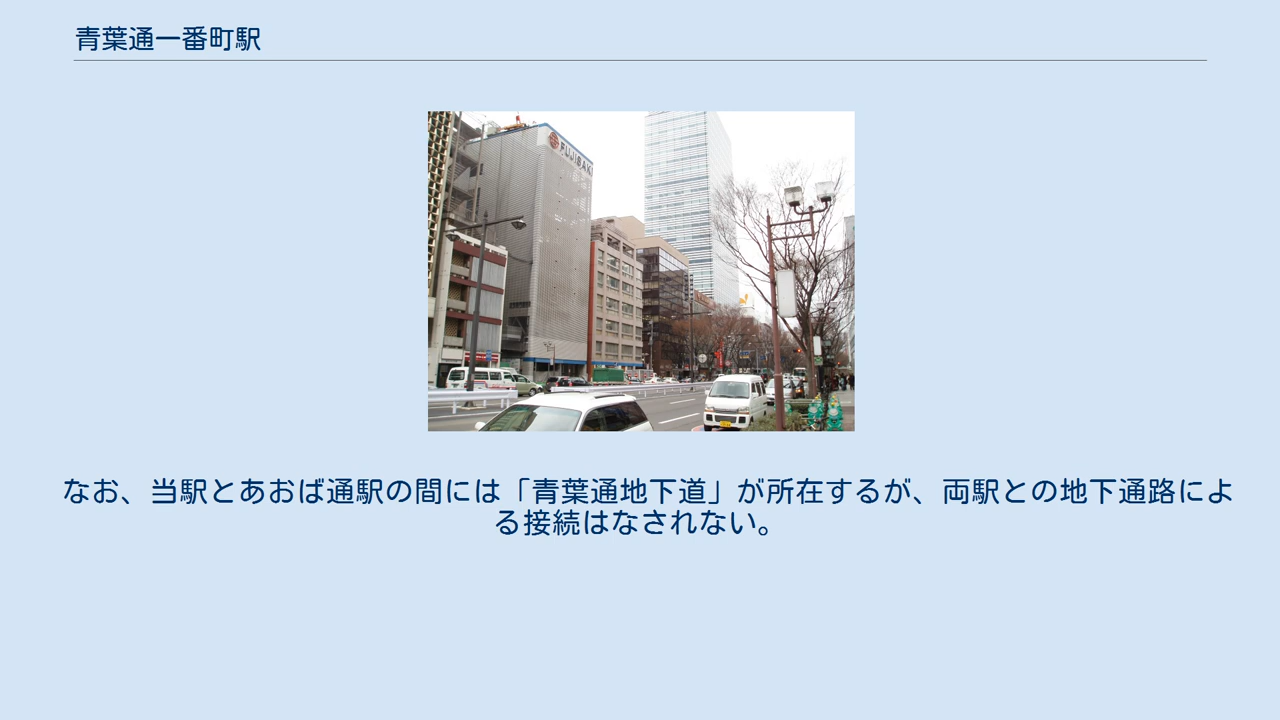 青葉通一番町駅
FUJISAKI
なお、当駅とあおば通駅の間には「青葉通地下道」が所在するが、両駅との地下通路によ
る接続はなされない。